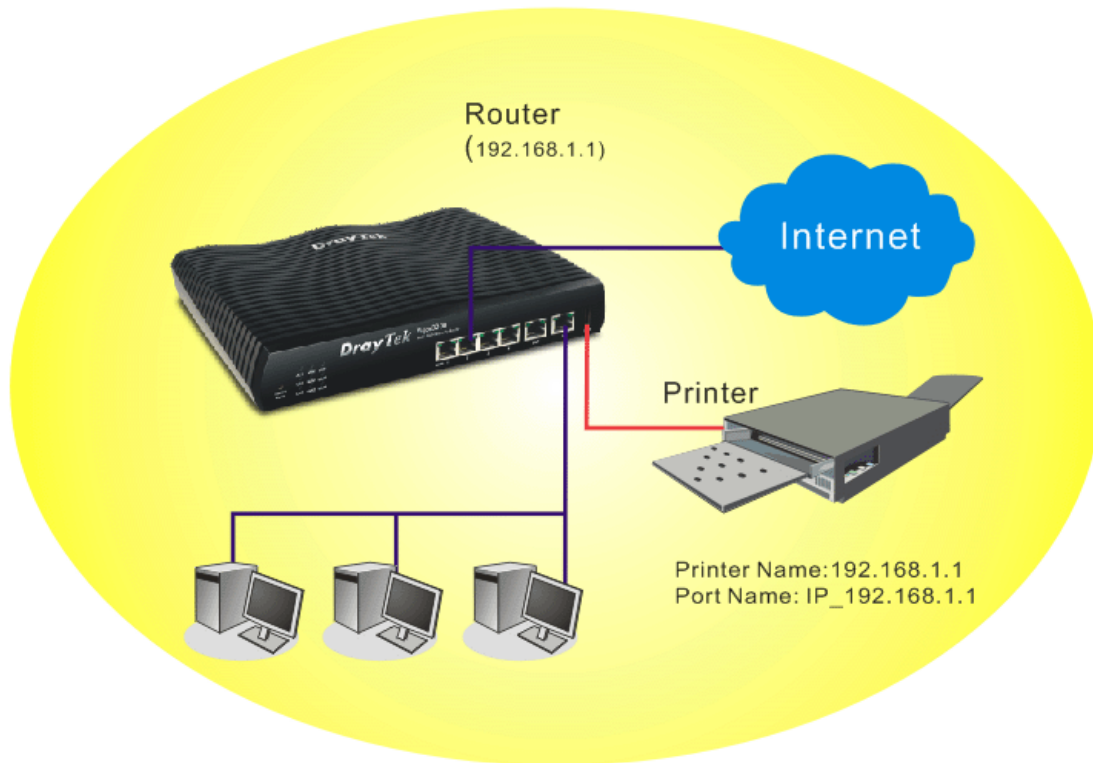 Router
(192.168.1.1)
Internet
DrayTek
DrayTek
Printer
Printer Name:192.168.1.1
Port Name: IP_192.168.1.1